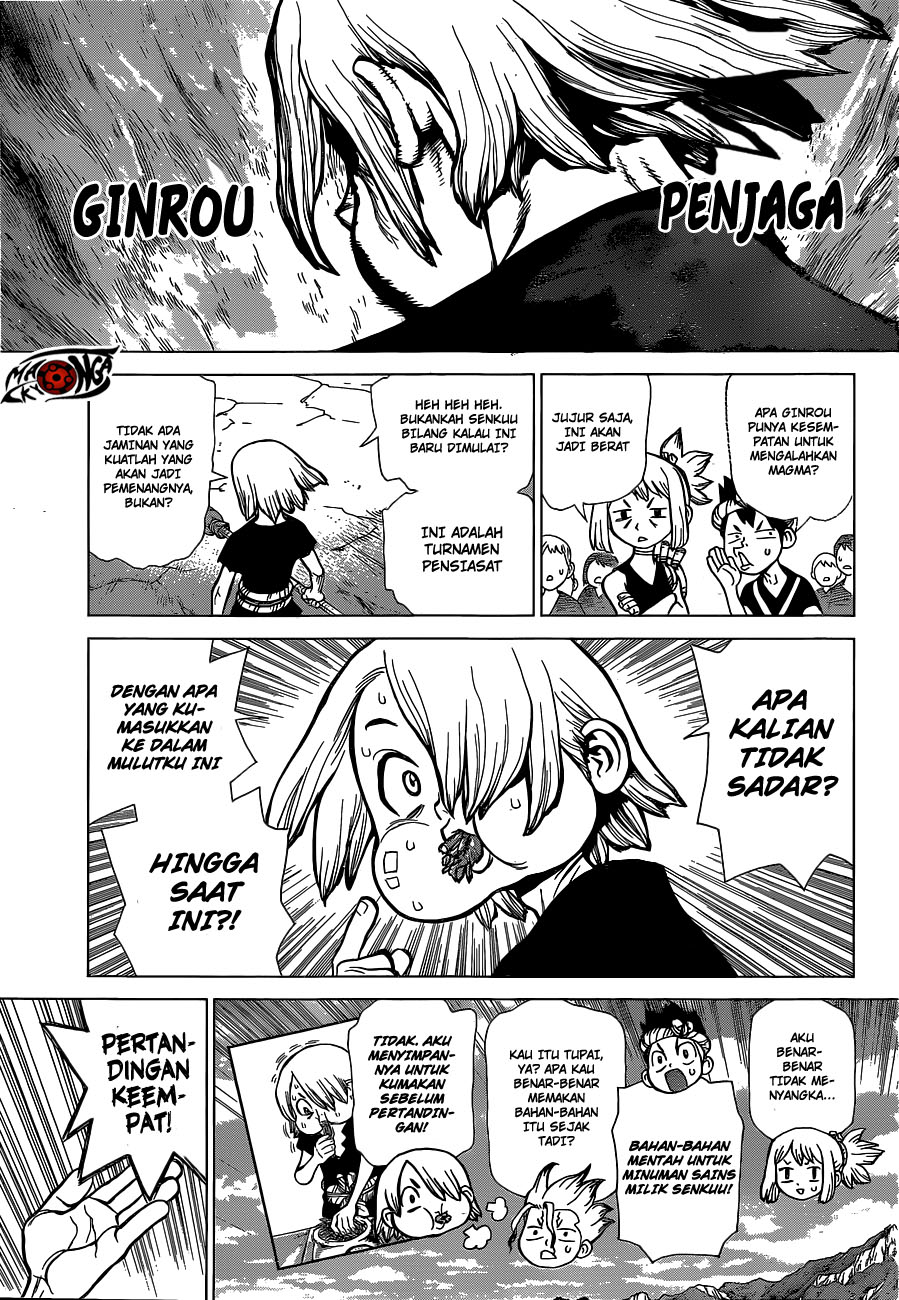 GINROU
PENJAGA
MANGAKYO
APA GINROU
PUNYA KESEM-
PATAN UNTUK
MENGALAHKAN
MAGMA?
JUJUR SAJA,
INI AKAN
JADI BERAT
HEH HEH HEH.
BUKANKAH SENKUU
BILANG KALAU INI
BARU DIMULAI?
INI ADALAH
TURNAMEN
PENSIASAT
TIDAK ADA
JAMINAN YANG
KUATLAH YANG
AKAN JADI
PEMENANGNYA,
BUKAN?
APA
KALIAN
TIDAK
SADAR?
DENGAN APA
YANG KU-
MASUKKAN
KE DALAM
MULUTKU INI
HINGGA
SAAT
INI?!
AKU
BENAR-
BENAR
TIDAK ME-
NYANGKA...
BAHAN-BAHAN
MENTAH UNTUK
MINUMAN SAINS
MILIK SENKUU!
KAU ITU TUPAI,
YA? APA KAU
BENAR-BENAR
MEMAKAN
BAHAN-BAHAN
ITU SEJAK
TADI?
TIDAK. AKU
MENYIMPAN-
NYA UNTUK
KUMAKAN
SEBELUM
PERTANDING-
AN!
PERTAN-
DINGAN
KEEM-
PAT!